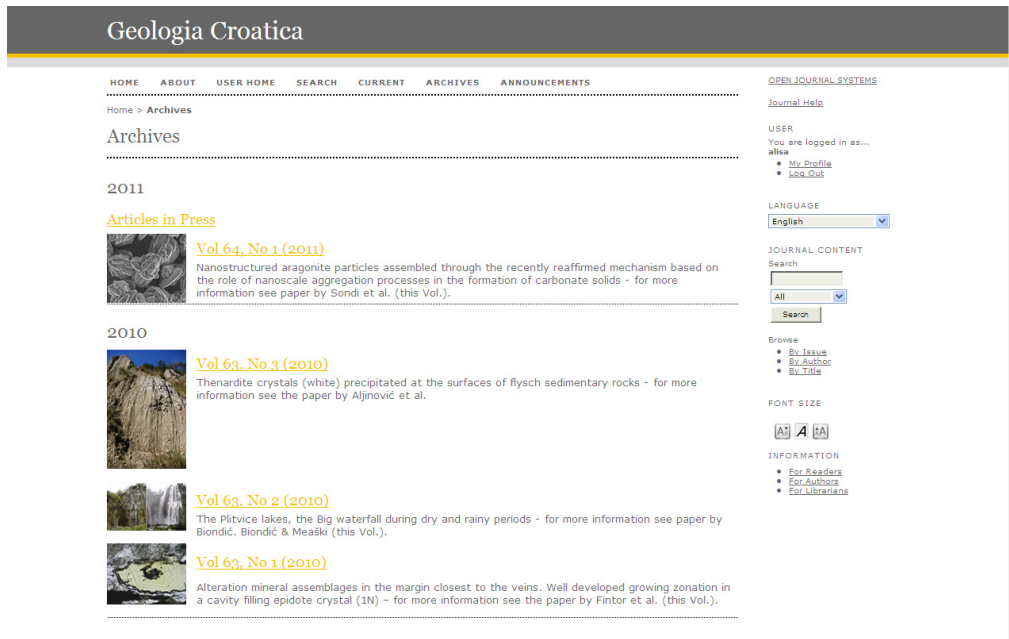 Geologia Croatica
HOME ABOUT USER HOME SEARCH CURRENT ARCHIVES ANNOUNCEMENTS
Home > Archives
Archives
2011
Articles in Press
Vol 64, No 1 (2011)
Nanostructured aragonite particles assembled through the recently reaffirmed mechanism based on
the role of nanoscale aggregation processes in the formation of carbonate solids - for more
information see paper by Sondi et al. (this Vol.).
2010
Vol 63, No 3 (2010)
Thenardite crystals (white) precipitated at the surfaces of flysch sedimentary rocks - for more
information see the paper by Aljinović et al.
Vol 63, No 2 (2010)
The Plitvice lakes, the Big waterfall during dry and rainy periods - for more information see paper by
Biondić. Biondić & Meaški (this Vol.).
Vol 63, No 1 (2010)
Alteration mineral assemblages in the margin closest to the veins. Well developed growing zonation in
a cavity filling epidote crystal (1N) – for more information see the paper by Fintor et al. (this Vol.).
OPEN JOURNAL SYSTEMS
Journal Help
USER
You are logged in as...
alisa
My Profile
Log Out
LANGUAGE
English
JOURNAL CONTENT
Search
All
Search
Browse
By Issue
By Author
By Title
FONT SIZE
A A A
INFORMATION
For Readers
For Authors
For Librarians